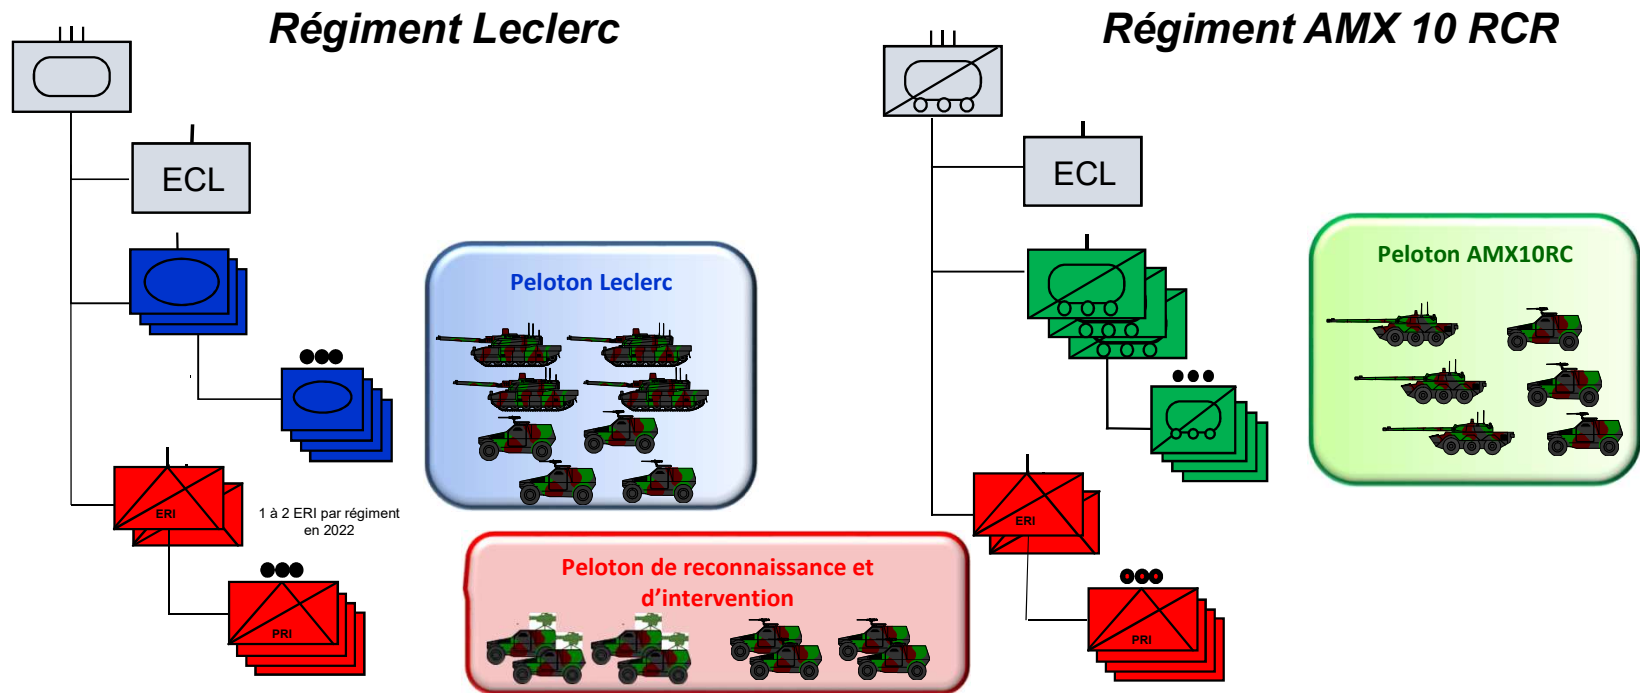 Régiment Leclerc
ECL
Peloton Leclerc
ERI
1 à 2 ERI par régiment
en 2022
PRI
Peloton de reconnaissance et
d’intervention
Régiment AMX 10 RCR
ECL
Peloton AMX10RC
ERI
PRI